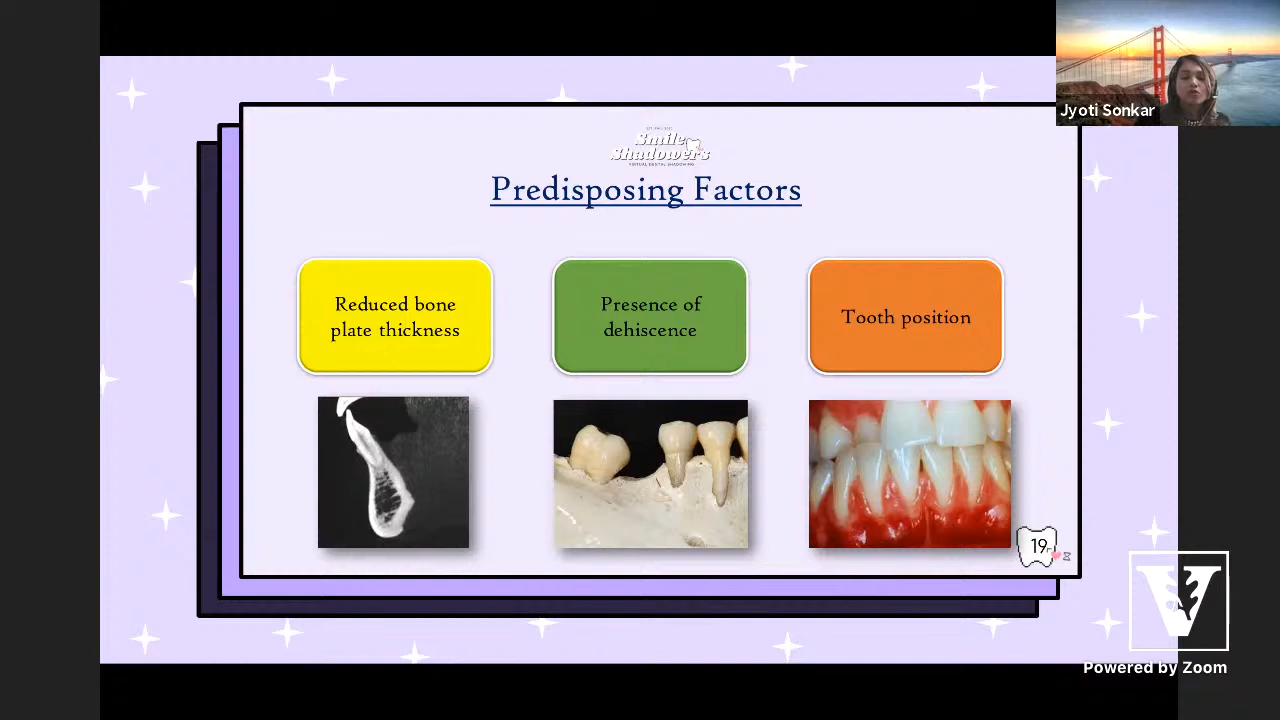 Jyoti Sonkar
Smile
Shadowers
VIRTUAL DENTAL SHADOWING
Predisposing Factors
Reduced bone
plate thickness
Presence of
dehiscence
Tooth position
19
V
Powered by Zoom